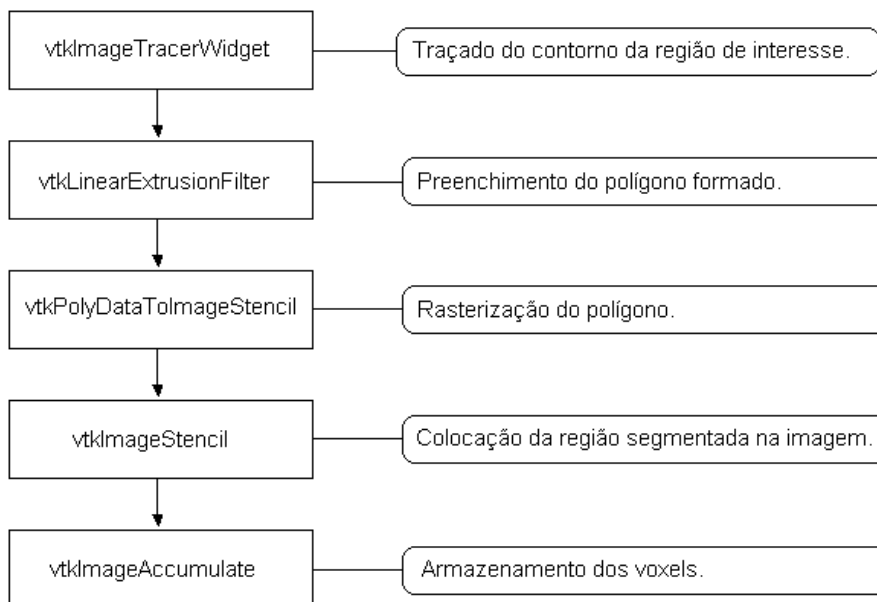 vtkImageTracerWidget
Traçado do contorno da região de interesse.
vtkLinearExtrusionFilter
Preenchimento do polígono formado.
vtkPolyDataToImageStencil
Rasterização do polígono.
vtkImageStencil
Colocação da região segmentada na imagem.
vtkImageAccumulate
Armazenamento dos voxels.